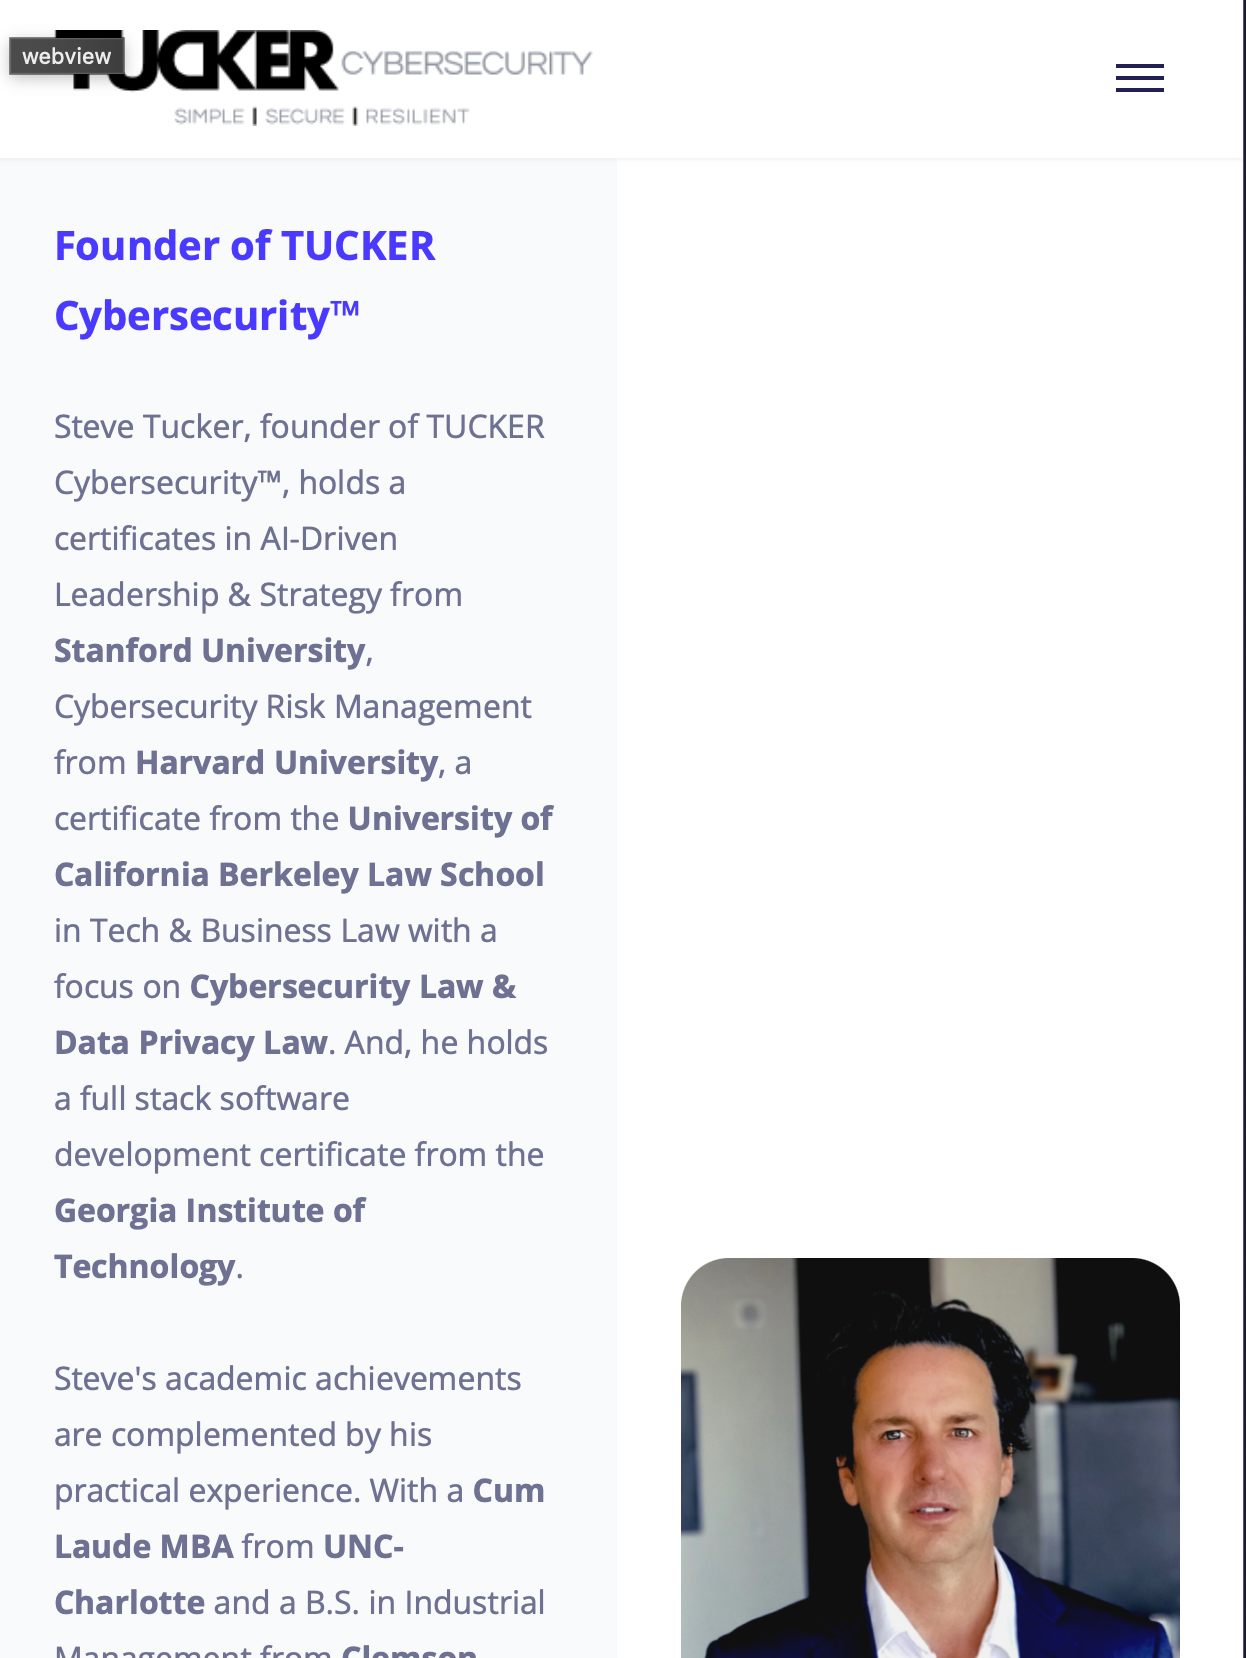 webview
TUCKER CYBERSECURITY
SIMPLE | SECURE | RESILIENT
Founder of TUCKER
Cybersecurity™
Steve Tucker, founder of TUCKER
Cybersecurity™, holds a
certificates in AI-Driven
Leadership & Strategy from
Stanford University,
Cybersecurity Risk Management
from Harvard University, a
certificate from the University of
California Berkeley Law School
in Tech & Business Law with a
focus on Cybersecurity Law &
Data Privacy Law. And, he holds
a full stack software
development certificate from the
Georgia Institute of
Technology.
Steve's academic achievements
are complemented by his
practical experience. With a Cum
Laude MBA from UNC-
Charlotte and a B.S. in Industrial
Management from Clemson